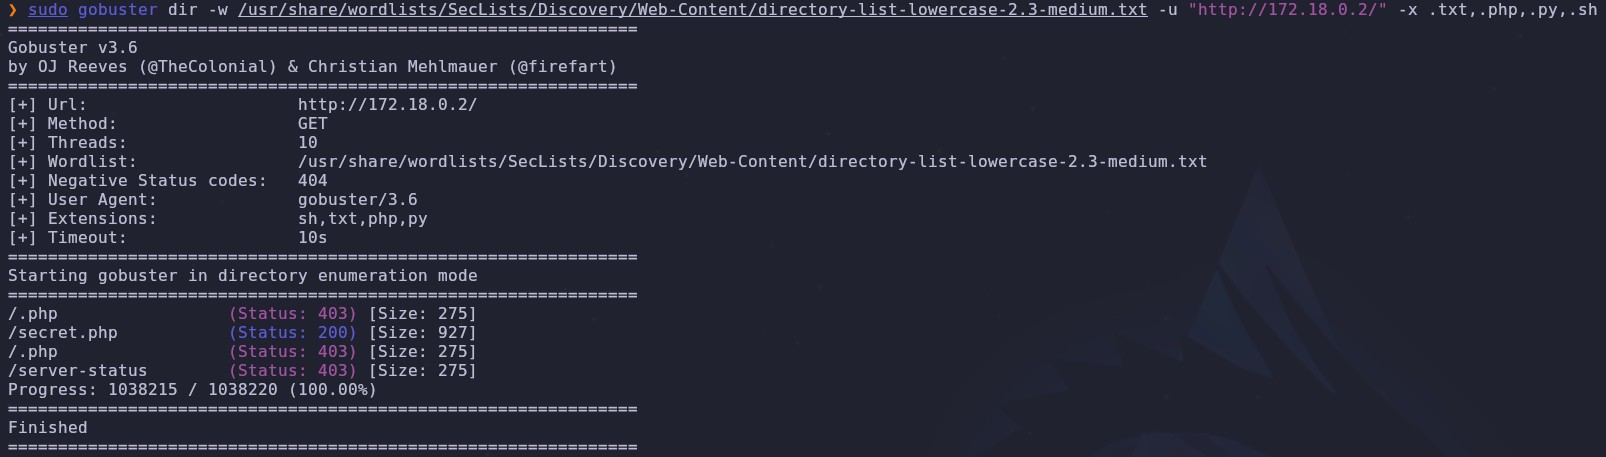 ❯ sudo gobuster dir -w /usr/share/wordlists/SecLists/Discovery/Web-Content/directory-list-lowercase-2.3-medium.txt -u "http://172.18.0.2/" -x .txt,.php,.py,.sh
===============================================================
Gobuster v3.6
by OJ Reeves (@TheColonial) & Christian Mehlmauer (@firefart)
===============================================================
[+] Url:                     http://172.18.0.2/
[+] Method:                  GET
[+] Threads:                 10
[+] Wordlist:                /usr/share/wordlists/SecLists/Discovery/Web-Content/directory-list-lowercase-2.3-medium.txt
[+] Negative Status codes:   404
[+] User Agent:              gobuster/3.6
[+] Extensions:              sh,txt,php,py
[+] Timeout:                 10s
===============================================================
Starting gobuster in directory enumeration mode
===============================================================
/.php                 (Status: 403) [Size: 275]
/secret.php           (Status: 200) [Size: 927]
/.php                 (Status: 403) [Size: 275]
/server-status        (Status: 403) [Size: 275]
Progress: 1038215 / 1038220 (100.00%)
===============================================================
Finished
===============================================================